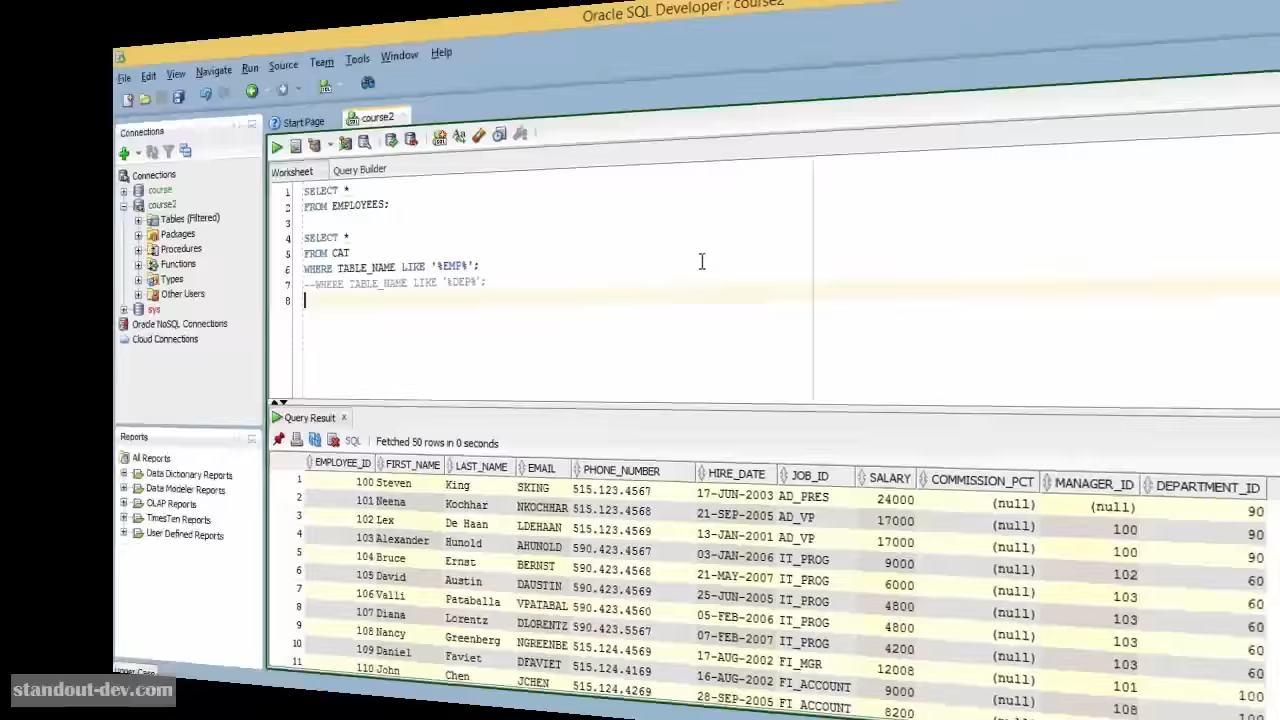 Oracle SQL Developer : course2
File Edit View Navigate Run Source Team Tools Window Help
Connections
Start Page
course2
Connections
course
course2
Tables (Filtered)
Packages
Procedures
Functions
Types
Other Users
sys
Oracle NoSQL Connections
Cloud Connections
Worksheet Query Builder
1 SELECT *
2 FROM EMPLOYEES;
3
4 SELECT *
5 FROM CAT
6 WHERE TABLE_NAME LIKE '%EMP%';
7 --WHERE TABLE_NAME LIKE '%DEP%';
8
Reports
All Reports
Data Dictionary Reports
Data Modeler Reports
OLAP Reports
TimesTen Reports
User Defined Reports
Query Result x
SQL | Fetched 50 rows in 0 seconds
EMPLOYEE_ID FIRST_NAME LAST_NAME EMAIL PHONE_NUMBER HIRE_DATE JOB_ID SALARY COMMISSION_PCT MANAGER_ID DEPARTMENT_ID
1 100 Steven King SKING 515.123.4567 17-JUN-2003 AD_PRES 24000 (null) (null) 90
2 101 Neena Kochhar NKOCHHAR 515.123.4568 21-SEP-2005 AD_VP 17000 (null) 100 90
3 102 Lex De Haan LDEHAAN 515.123.4569 13-JAN-2001 AD_VP 17000 (null) 100 90
4 103 Alexander Hunold AHUNOLD 590.423.4567 03-JAN-2006 IT_PROG 9000 (null) 102 60
5 104 Bruce Ernst BERNST 590.423.4568 21-MAY-2007 IT_PROG 6000 (null) 103 60
6 105 David Austin DAUSTIN 590.423.4569 25-JUN-2005 IT_PROG 4800 (null) 103 60
7 106 Valli Pataballa VPATABAL 590.423.4560 05-FEB-2006 IT_PROG 4800 (null) 103 60
8 107 Diana Lorentz DLORENTZ 590.423.5567 07-FEB-2007 IT_PROG 4200 (null) 103 60
9 108 Nancy Greenberg NGREENBE 515.124.4569 17-AUG-2002 FI_MGR 12008 (null) 101 100
10 109 Daniel Faviet DFAVIET 515.124.4169 16-AUG-2002 FI_ACCOUNT 9000 (null) 108 100
11 110 John Chen JCHEN 515.124.4269 28-SEP-2005 FI_ACCOUNT 8200
standout-dev.com